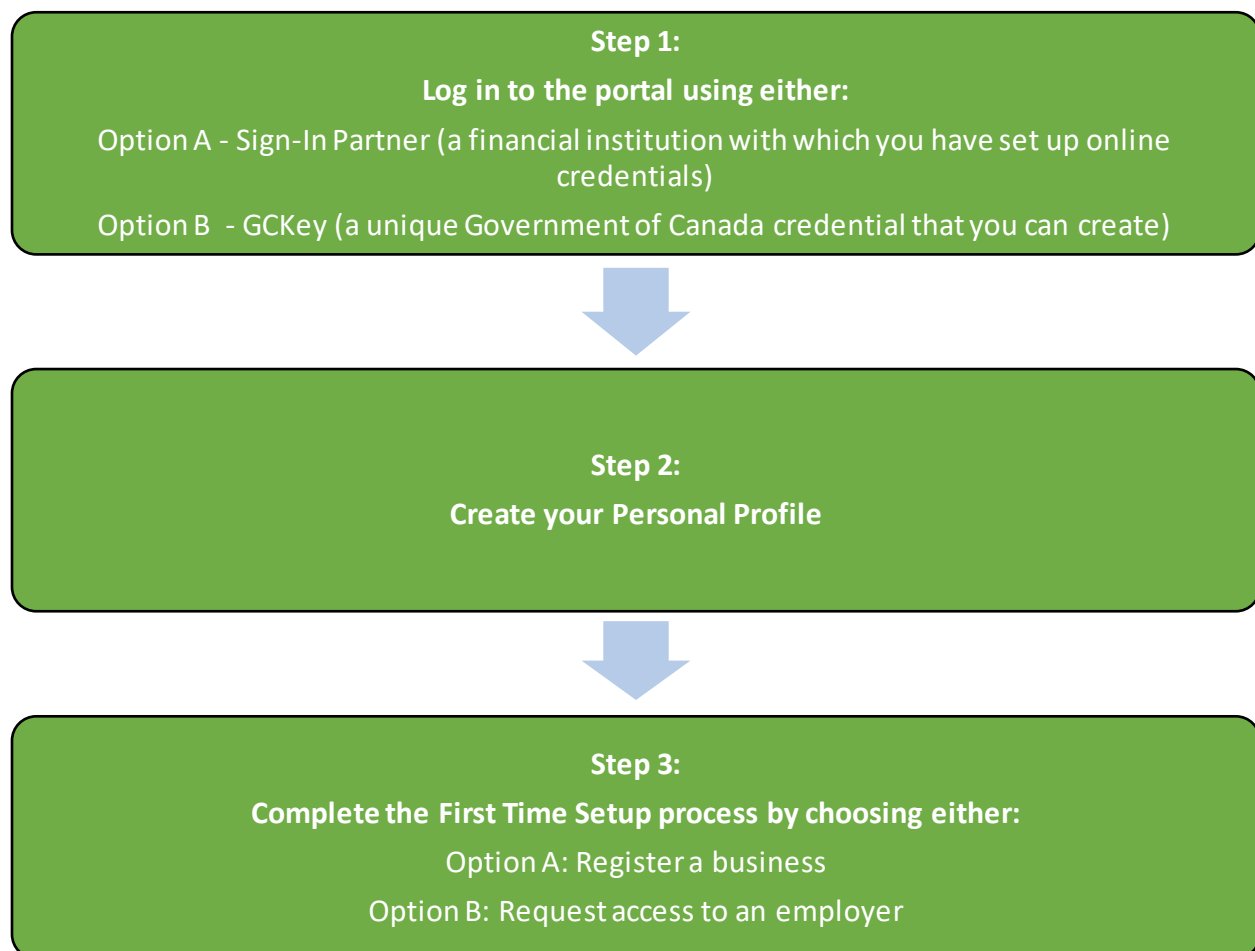 Step 1:
Log in to the portal using either:
Option A - Sign-In Partner (a financial institution with which you have set up online
credentials)
Option B - GCKey (a unique Government of Canada credential that you can create)
Step 2:
Create your Personal Profile
Step 3:
Complete the First Time Setup process by choosing either:
Option A: Register a business
Option B: Request access to an employer